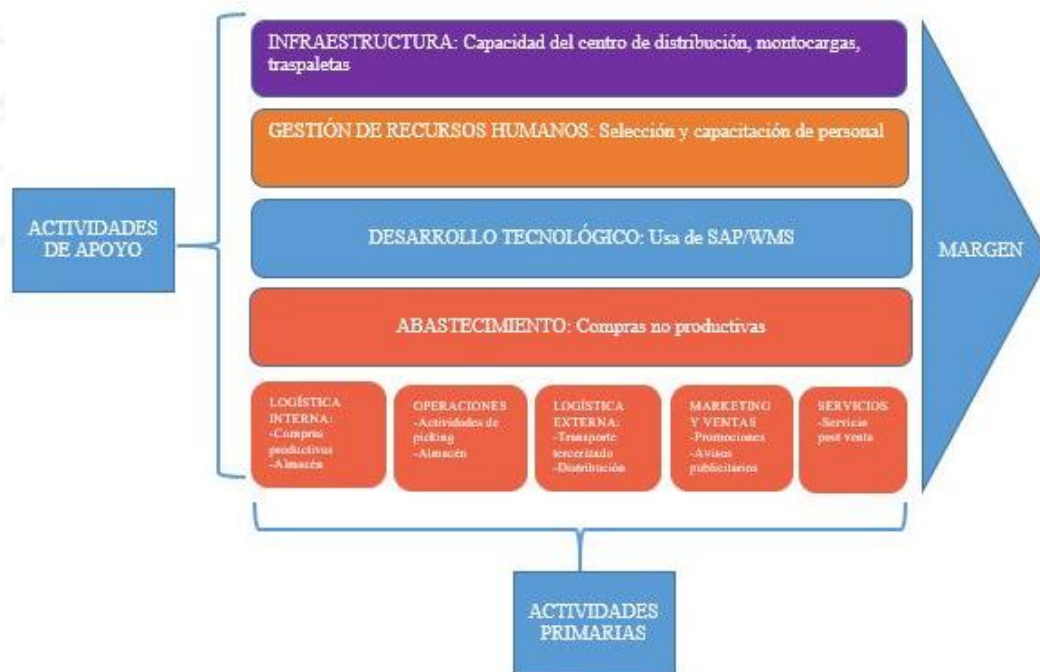 INFRAESTRUCTURA: Capacidad del centro de distribución, montocargas,
traspaletas
GESTIÓN DE RECURSOS HUMANOS: Selección y capacitación de personal
ACTIVIDADES
DE APOYO
DESARROLLO TECNOLÓGICO: Usa de SAP/WMS
MARGEN
ABASTECIMIENTO: Compras no productivas
LOGÍSTICA
INTERNA:
-Compras
productivas
-Almacén
OPERACIONES
-Actividades de
picking
-Almacén
LOGÍSTICA
EXTERNA:
-Transporte
tercerizado
-Distribución
MARKETING
Y VENTAS
-Promociones
-Avisos
publicitarios
SERVICIOS
-Servicio
post venta
ACTIVIDADES
PRIMARIAS